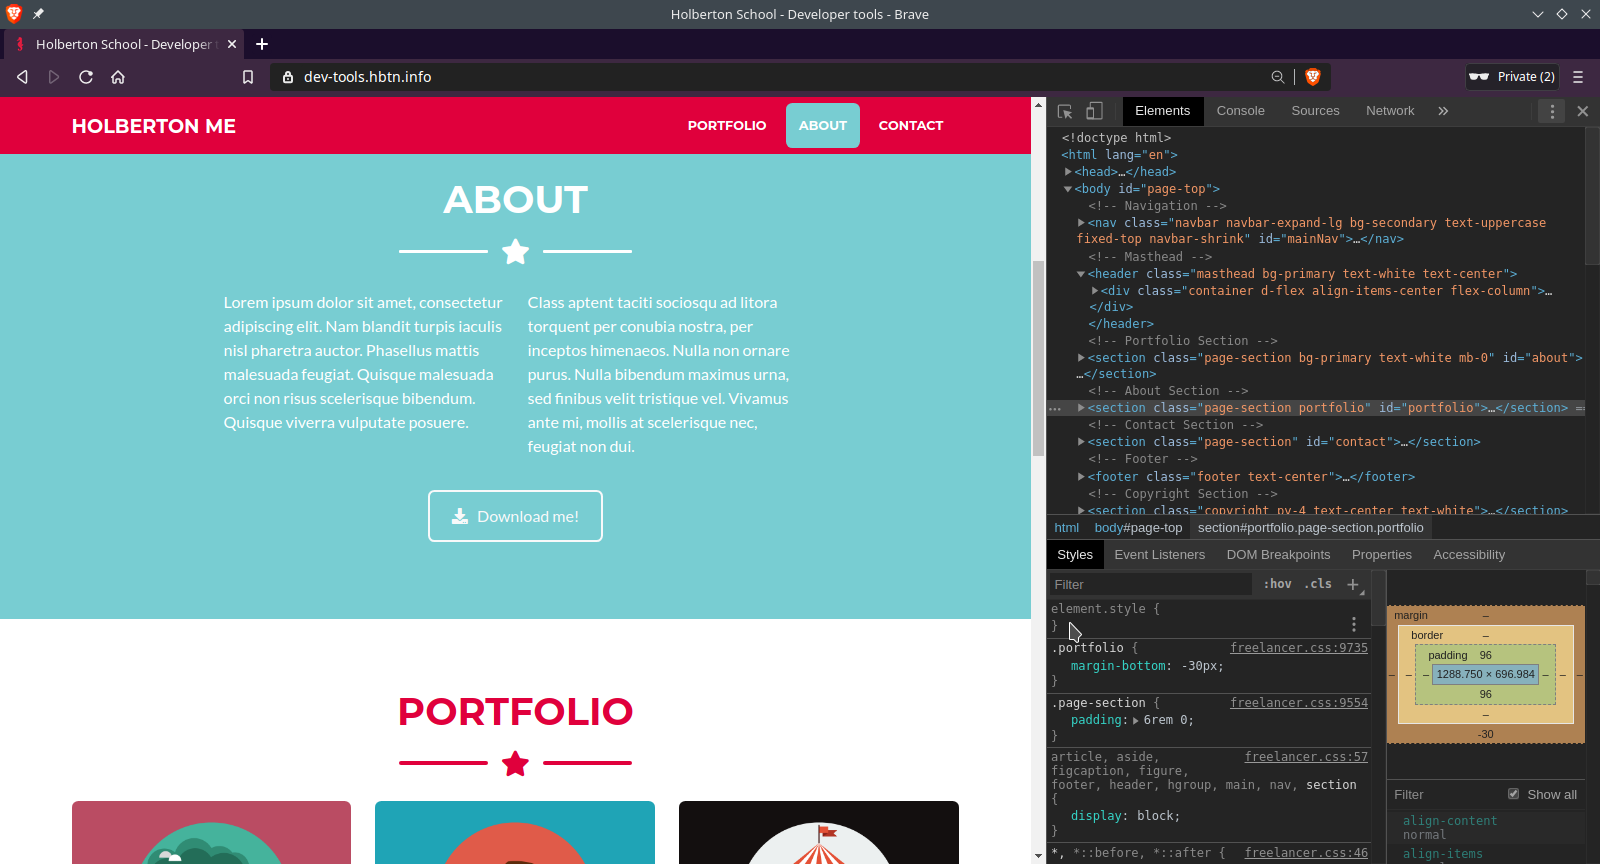 Holberton School - Developer tools - Brave
Holberton School - Developer t
dev-tools.hbtn.info
Private (2)
HOLBERTON ME
PORTFOLIO
ABOUT
CONTACT
ABOUT
Lorem ipsum dolor sit amet, consectetur
adipiscing elit. Nam blandit turpis iaculis
nisl pharetra auctor. Phasellus mattis
malesuada feugiat. Quisque malesuada
orci non risus scelerisque bibendum.
Quisque viverra vulputate posuere.
Class aptent taciti sociosqu ad litora
torquent per conubia nostra, per
inceptos himenaeos. Nulla non ornare
purus. Nulla bibendum maximus urna,
sed finibus velit tristique vel. Vivamus
ante mi, mollis at scelerisque nec,
feugiat non dui.
Download me!
PORTFOLIO
Elements
Console
Sources
Network
»
<!doctype html>
<html lang="en">
<head>…</head>
<body id="page-top">
<!-- Navigation -->
<nav class="navbar navbar-expand-lg bg-secondary text-uppercase
fixed-top navbar-shrink" id="mainNav">…</nav>
<!-- Masthead -->
<header class="masthead bg-primary text-white text-center">
<div class="container d-flex align-items-center flex-column">…
</div>
</header>
<!-- Portfolio Section -->
<section class="page-section bg-primary text-white mb-0" id="about">
…</section>
<!-- About Section -->
<section class="page-section portfolio" id="portfolio">…</section> ==
<!-- Contact Section -->
<section class="page-section" id="contact">…</section>
<!-- Footer -->
<footer class="footer text-center">…</footer>
<!-- Copyright Section -->
<section class="copyright py-4 text-center text-white">…</section>
html
body#page-top
section#portfolio.page-section.portfolio
Styles
Event Listeners
DOM Breakpoints
Properties
Accessibility
Filter
:hov
.cls
+
element.style {
}
.portfolio {
freelancer.css:9735
margin-bottom: -30px;
}
.page-section {
freelancer.css:9554
padding: 6rem 0;
}
article, aside,
freelancer.css:57
figcaption, figure,
footer, header, hgroup, main, nav, section
{
display: block;
}
*, *::before, *::after {
freelancer.css:46
margin
–
border
–
padding
96
– – –
1288.750 × 696.984
– – –
96
–
-30
Filter
Show all
align-content
normal
align-items